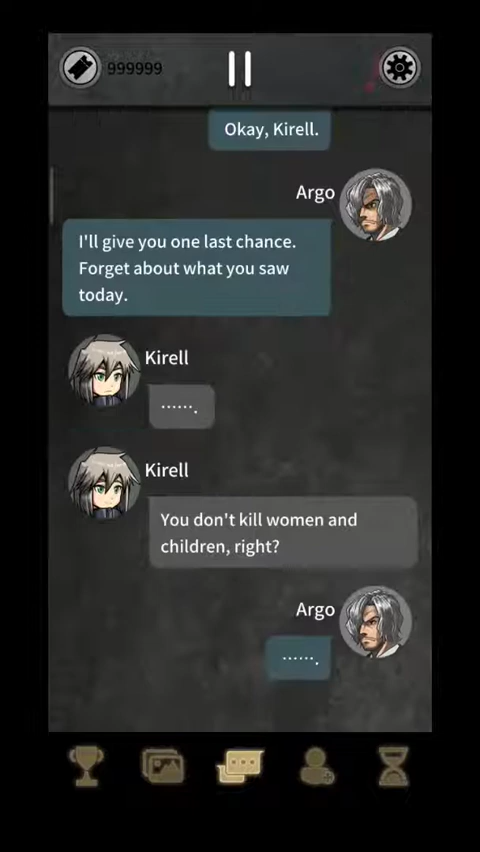 999999
Okay, Kirell.
Argo
I'll give you one last chance.
Forget about what you saw
today.
Kirell
…….
Kirell
You don't kill women and
children, right?
Argo
…….